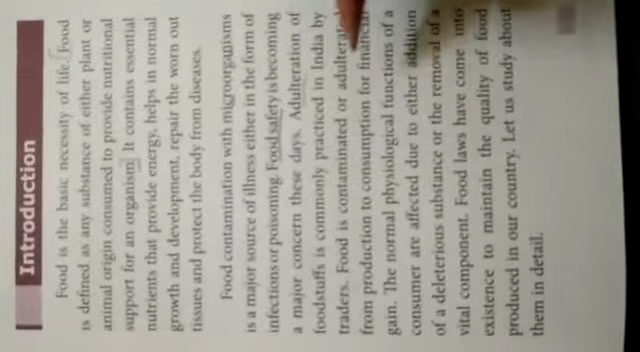 Introduction
Food is the basic necessity of life. Food
is defined as any substance of either plant or
animal origin consumed to provide nutritional
support for an organism. It contains essential
nutrients that provide energy, helps in normal
growth and development, repair the worn out
tissues and protect the body from diseases.
Food contamination with microorganisms
is a major source of illness either in the form of
infections or poisoning. Food safety is becoming
a major concern these days. Adulteration of
foodstuffs is commonly practiced in India by
traders. Food is contaminated or
from production to consumption for financial
gain. The normal physiological functions of a
consumer are affected due to either addition
of a deleterious substance or the removal of a
vital component. Food laws have come into
existence to maintain the quality of food
produced in our country. Let us study about
them in detail.